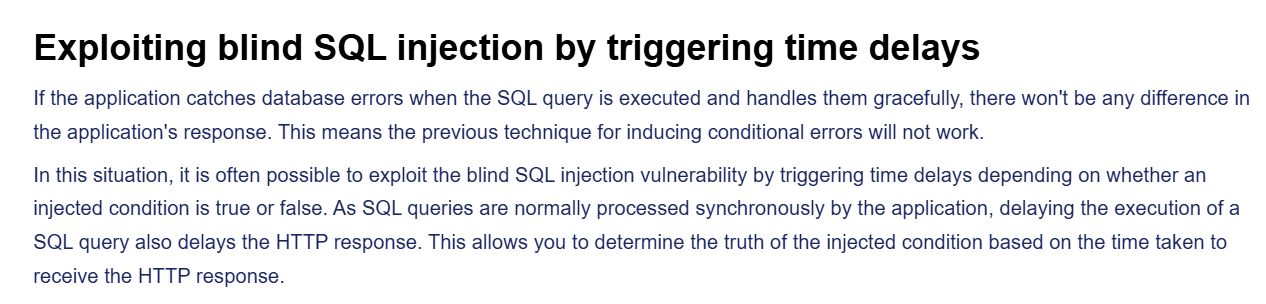 Exploiting blind SQL injection by triggering time delays
If the application catches database errors when the SQL query is executed and handles them gracefully, there won't be any difference in
the application's response. This means the previous technique for inducing conditional errors will not work.
In this situation, it is often possible to exploit the blind SQL injection vulnerability by triggering time delays depending on whether an
injected condition is true or false. As SQL queries are normally processed synchronously by the application, delaying the execution of a
SQL query also delays the HTTP response. This allows you to determine the truth of the injected condition based on the time taken to
receive the HTTP response.